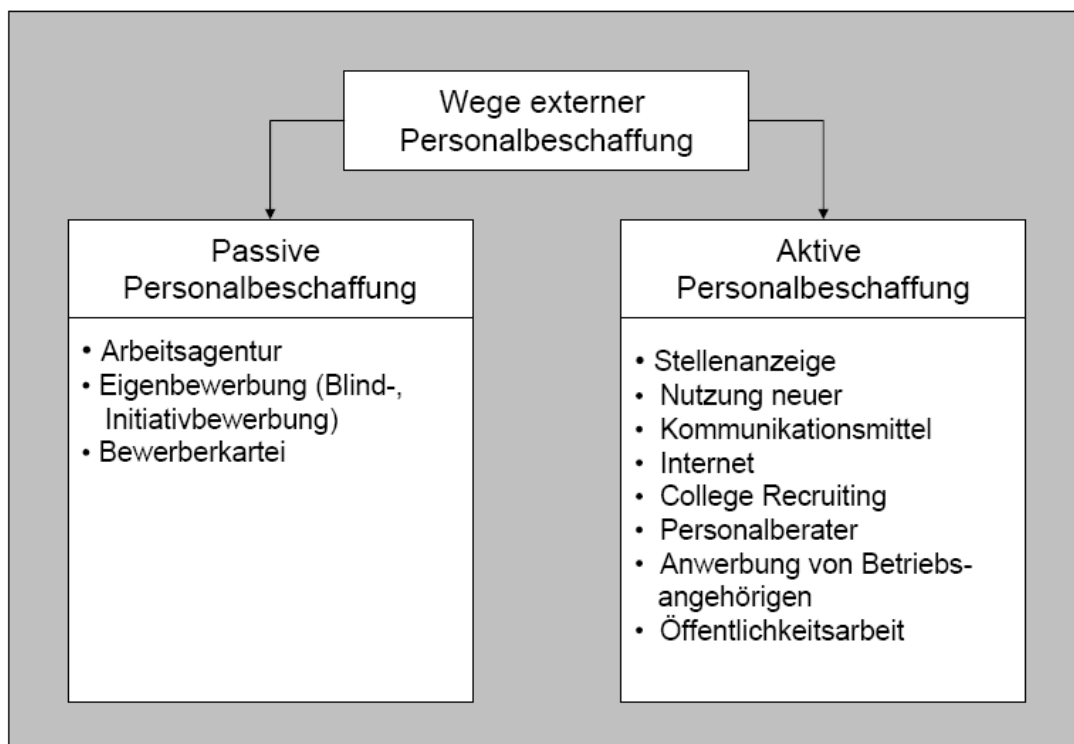 Wege externer
Personalbeschaffung
Passive
Personalbeschaffung
• Arbeitsagentur
• Eigenbewerbung (Blind-,
Initiativbewerbung)
• Bewerberkartei
Aktive
Personalbeschaffung
• Stellenanzeige
• Nutzung neuer
• Kommunikationsmittel
• Internet
• College Recruiting
• Personalberater
• Anwerbung von Betriebs-
angehörigen
• Öffentlichkeitsarbeit